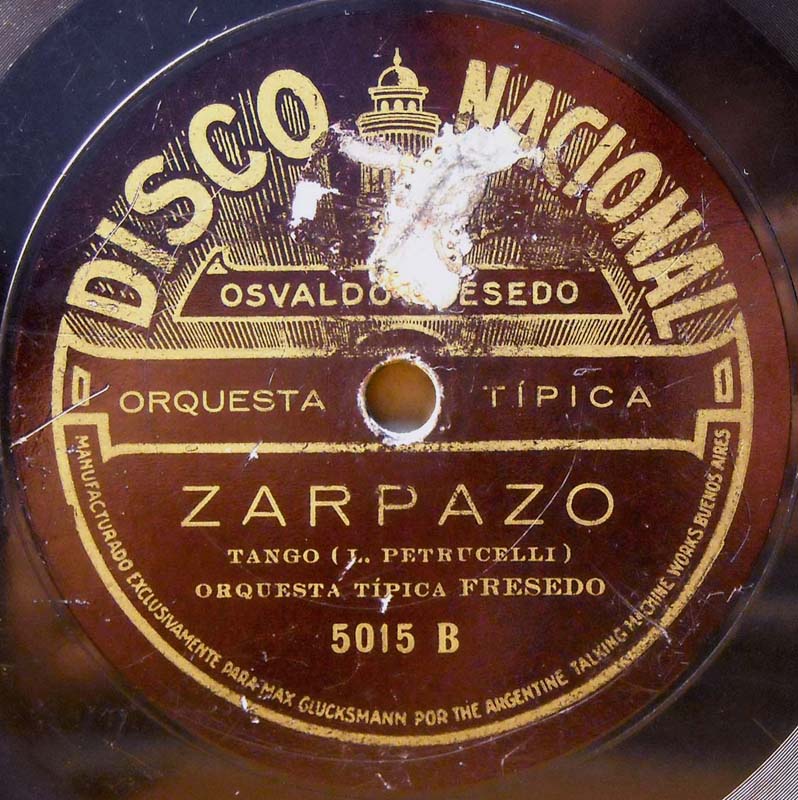 DISCO NACIONAL
OSVALDO ESEDO
ORQUESTA TÍPICA
ZARPAZO
TANGO (L. PETRUCELLI)
ORQUESTA TÍPICA FRESEDO
5015 B
MANUFACTURADO EXCLUSIVAMENTE PARA MAX GLUCKSMANN POR THE ARGENTINE TALKING MACHINE WORKS BUENOS AIRES